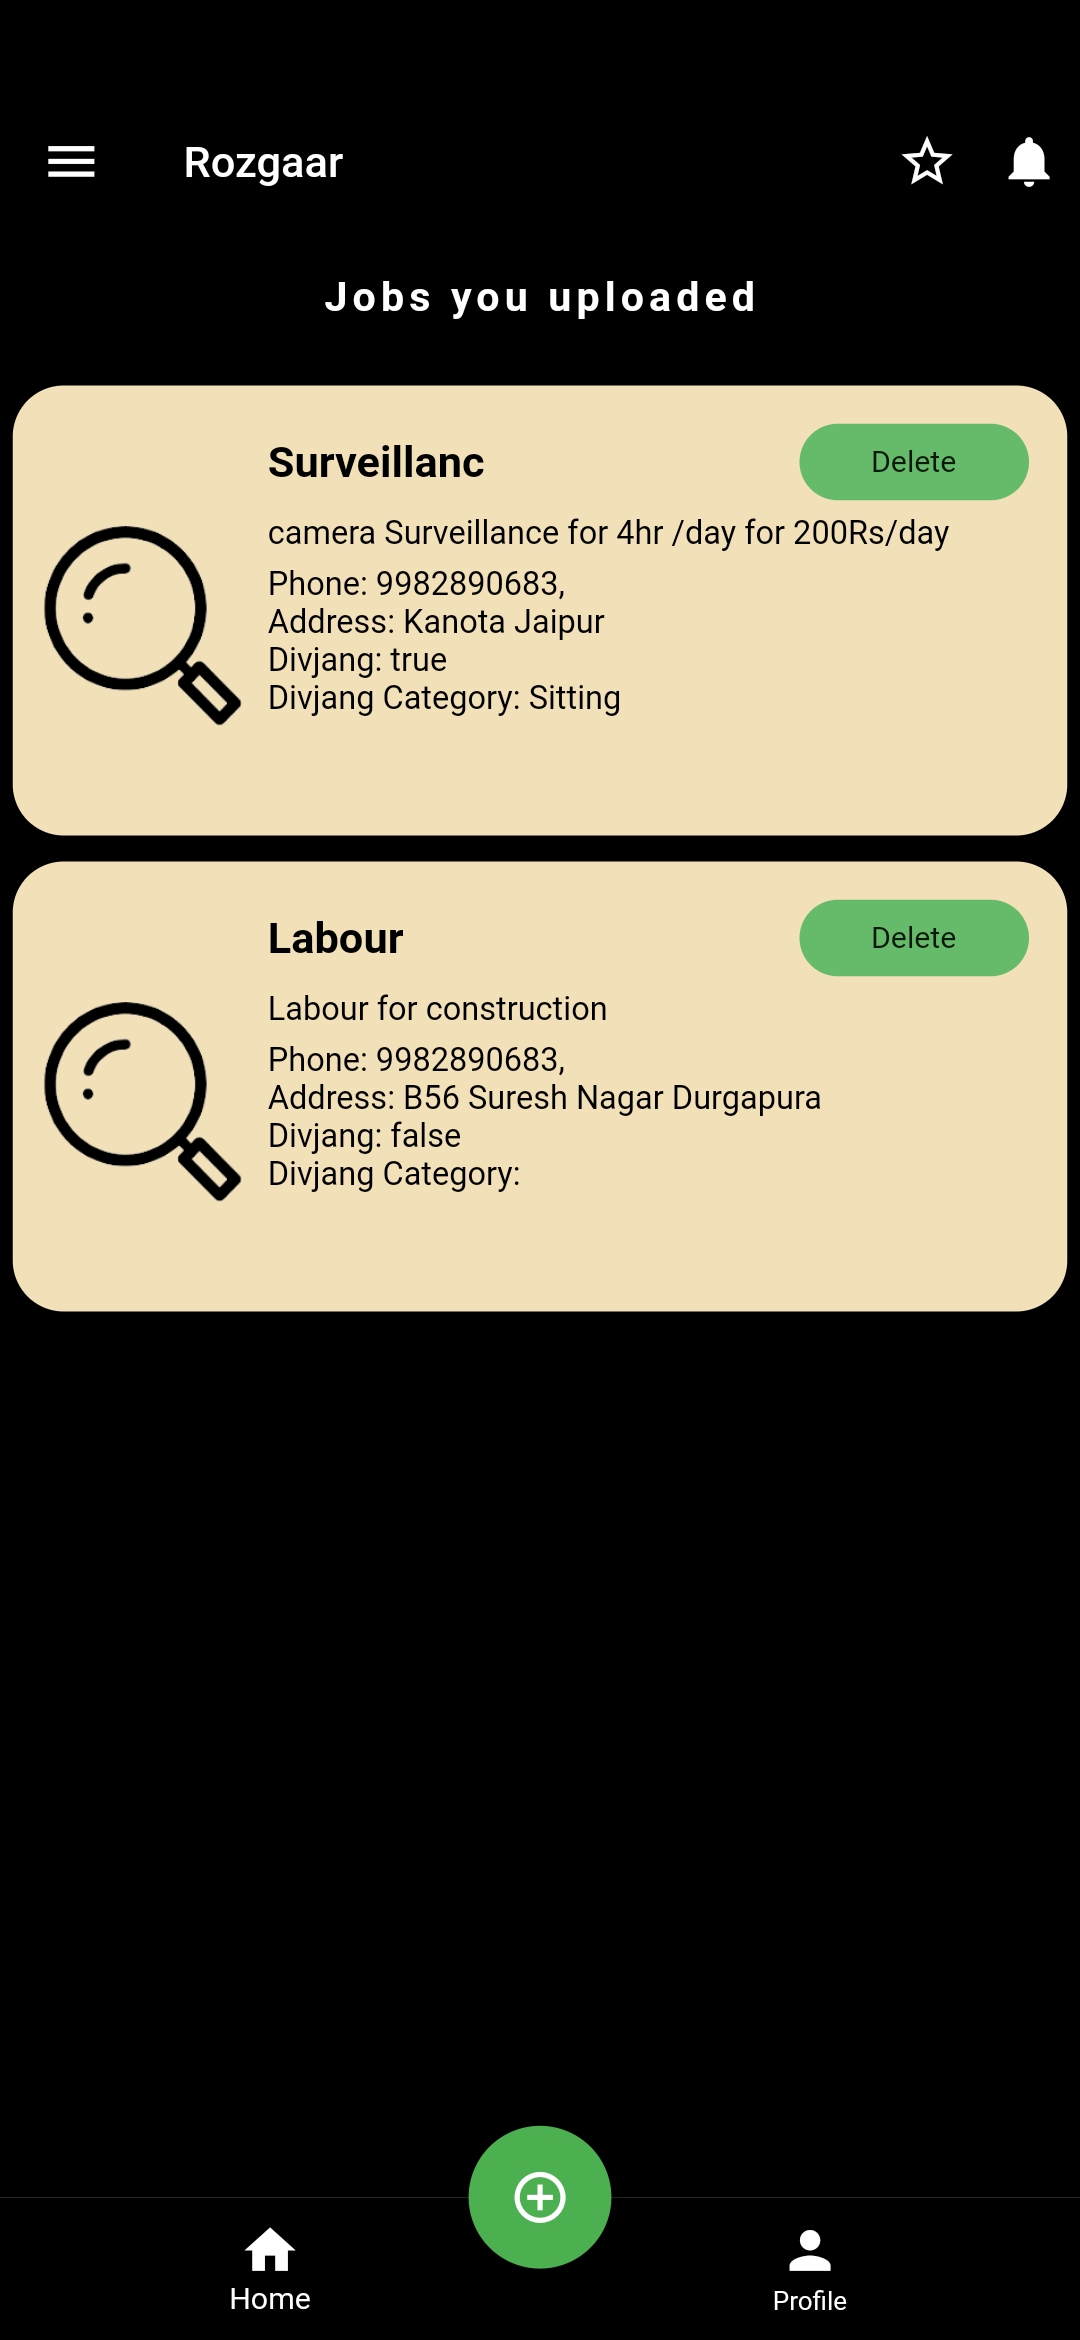 Rozgaar
Jobs you uploaded
Surveillanc
Delete
camera Surveillance for 4hr /day for 200Rs/day
Phone: 9982890683,
Address: Kanota Jaipur
Divjang: true
Divjang Category: Sitting
Labour
Delete
Labour for construction
Phone: 9982890683,
Address: B56 Suresh Nagar Durgapura
Divjang: false
Divjang Category:
Home
Profile